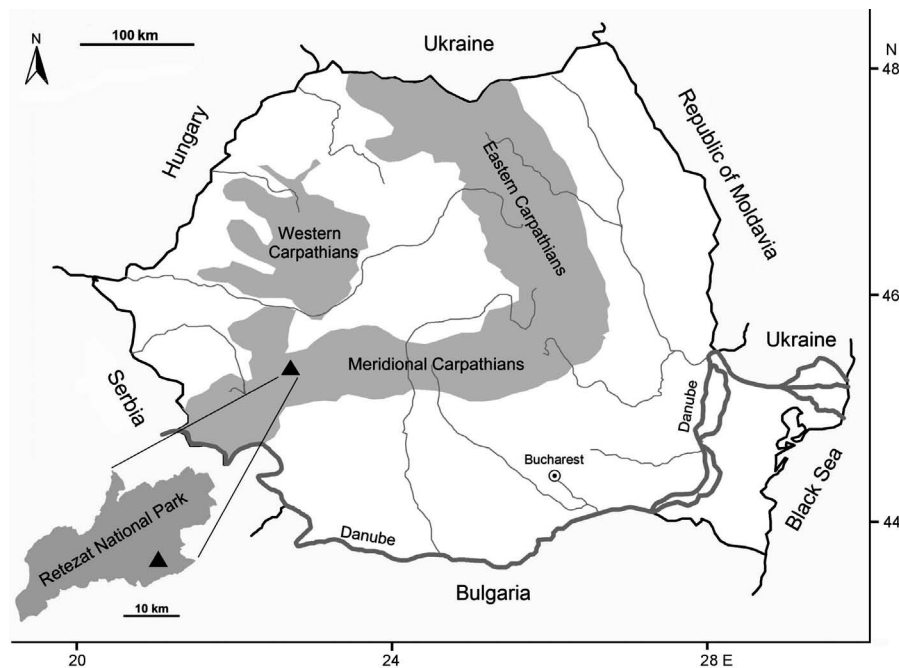 N
100 km
Ukraine
N
48
Hungary
Republic of Moldavia
Eastern Carpathians
Western
Carpathians
46
Ukraine
Meridional Carpathians
Serbia
Danube
Bucharest
Black Sea
Retezat National Park
Danube
44
Bulgaria
10 km
20
24
28 E